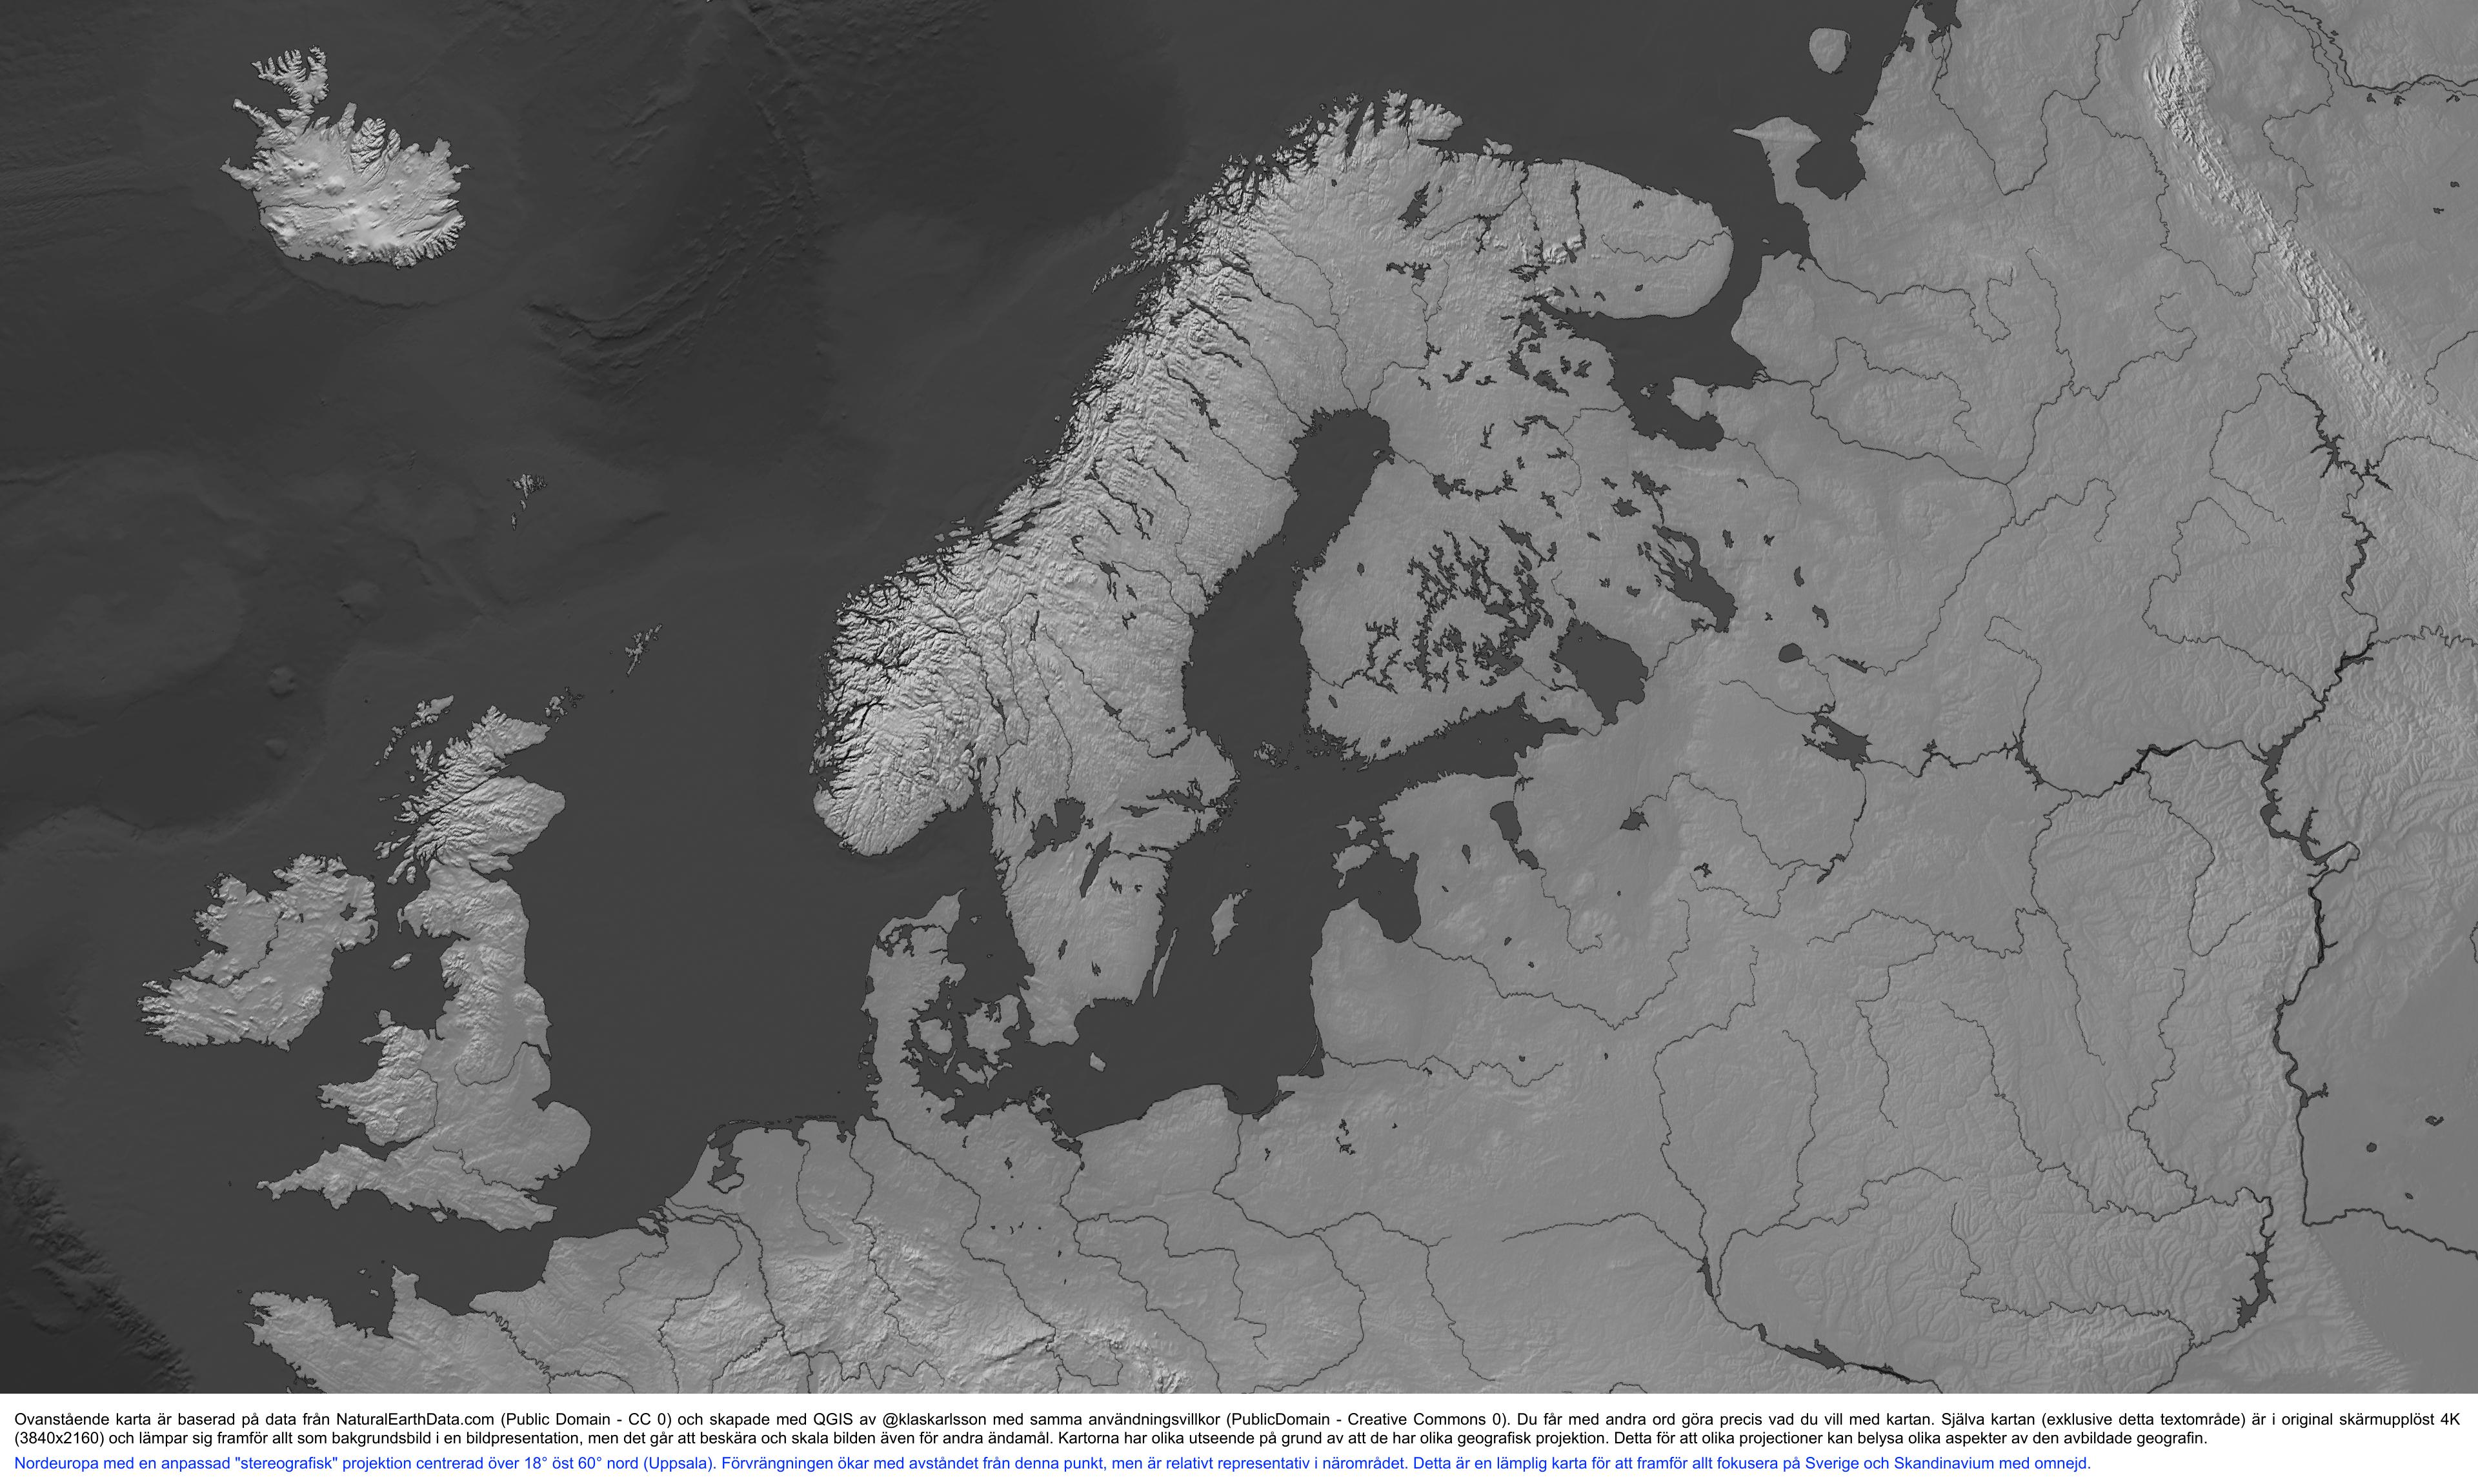 Ovanstående karta är baserad på data från NaturalEarthData.com (Public Domain - CC 0) och skapade med QGIS av @klaskarlsson med samma användningsvillkor (PublicDomain - Creative Commons 0). Du får med andra ord göra precis vad du vill med kartan. Själva kartan (exklusive detta textområde) är i original skärmupplöst 4K
(3840x2160) och lämpar sig framför allt som bakgrundsbild i en bildpresentation, men det går att beskära och skala bilden även för andra ändamål. Kartorna har olika utseende på grund av att de har olika geografisk projektion. Detta för att olika projectioner kan belysa olika aspekter av den avbildade geografin.
Nordeuropa med en anpassad "stereografisk" projektion centrerad över 18° öst 60° nord (Uppsala). Förvrängningen ökar med avståndet från denna punkt, men är relativt representativ i närområdet. Detta är en lämplig karta för att framför allt fokusera på Sverige och Skandinavium med omnejd.